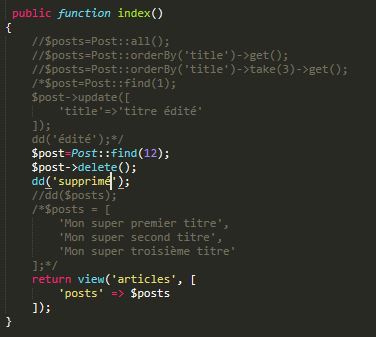 public function index()
{
//$posts=Post::all();
//$posts=Post::orderBy('title')->get();
//$posts=Post::orderBy('title')->take(3)->get();
/*$post=Post::find(1);
$post->update([
'title'=>'titre édité'
]);
dd('édité');*/
$post=Post::find(12);
$post->delete();
dd('supprimé');
//dd($posts);
/*$posts = [
'Mon super premier titre',
'Mon super second titre',
'Mon super troisième titre'
];*/
return view('articles', [
'posts' => $posts
]);
}